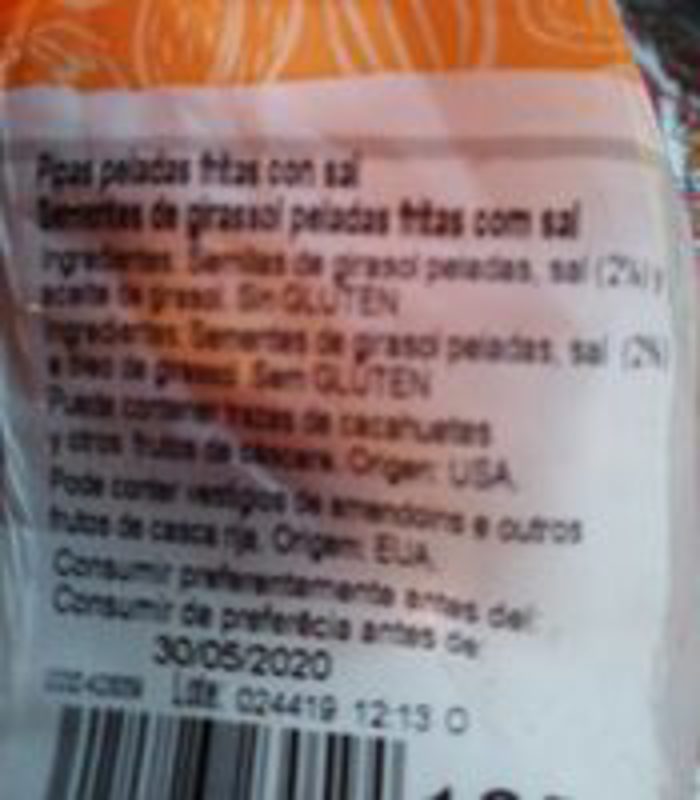 Pipas peladas fritas con sal
Sementes de girassol peladas fritas com sal
Ingredientes: Semillas de girasol peladas, sal (2%) y
aceite de girasol. Sin GLUTEN
Ingredientes: Sementes de girasol peladas, sal (2%)
e óleo de girassol. Sem GLÚTEN
Puede contener trazas de cacahuetes
y otros frutos de cáscara. Origen: USA
Pode conter vestígios de amendoins e outros
frutos de casca rija. Origem: EUA.
Consumir preferentemente antes del:
Consumir de preferêcia antes de:
30/05/2020
Lote: 024419 12:13 O